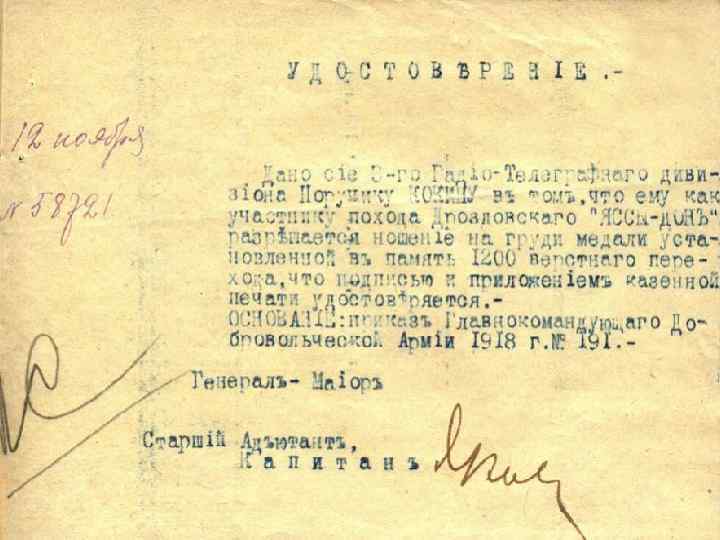 УДОСТОВѢРЕНІЕ.-
12 ноября
Дано сіе 3-го Радіо-Телеграфнаго диви-
зіона Поручику КОКИНУ въ томъ,что ему как
№ 58721
участнику похода Дроздовскаго "ЯССЫ-ДОНЪ"
разрѣшается ношеніе на груди медали уста-
новленной въ память 1200 верстнаго пере-
хода,что подписью и приложеніемъ казенной
печати удостовѣряется.-
ОСНОВАНІЕ:приказъ Главнокомандующаго До-
бровольческой Арміи 1918 г.№ 191.-
Генералъ- Маіоръ
Старшій Адъютантъ,
Капитанъ